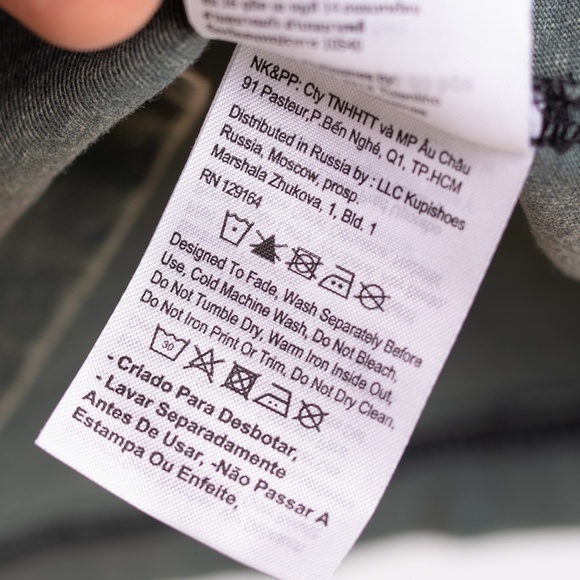 NK&PP: Cty TNHHTT và MP Âu Châu
91 Pasteur,P.Bến Nghé, Q1, TP.HCM
Distributed in Russia by : LLC Kupishoes
Russia, Moscow, prosp.
Marshala Zhukova, 1, Bld. 1
RN 129164
Designed To Fade, Wash Separately Before
Use, Cold Machine Wash, Do Not Bleach,
Do Not Tumble Dry, Warm Iron Inside Out,
Do Not Iron Print Or Trim, Do Not Dry Clean,
30
- Criado Para Desbotar,
- Lavar Separadamente
Antes De Usar, -Não Passar A
Estampa Ou Enfeite,